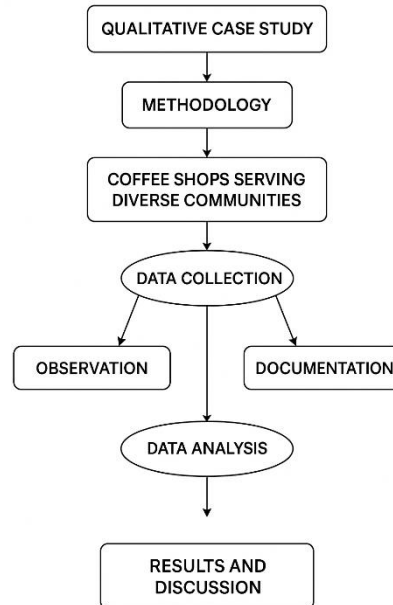 QUALITATIVE CASE STUDY
METHODOLOGY
COFFEE SHOPS SERVING
DIVERSE COMMUNITIES
DATA COLLECTION
OBSERVATION
DOCUMENTATION
DATA ANALYSIS
RESULTS AND
DISCUSSION